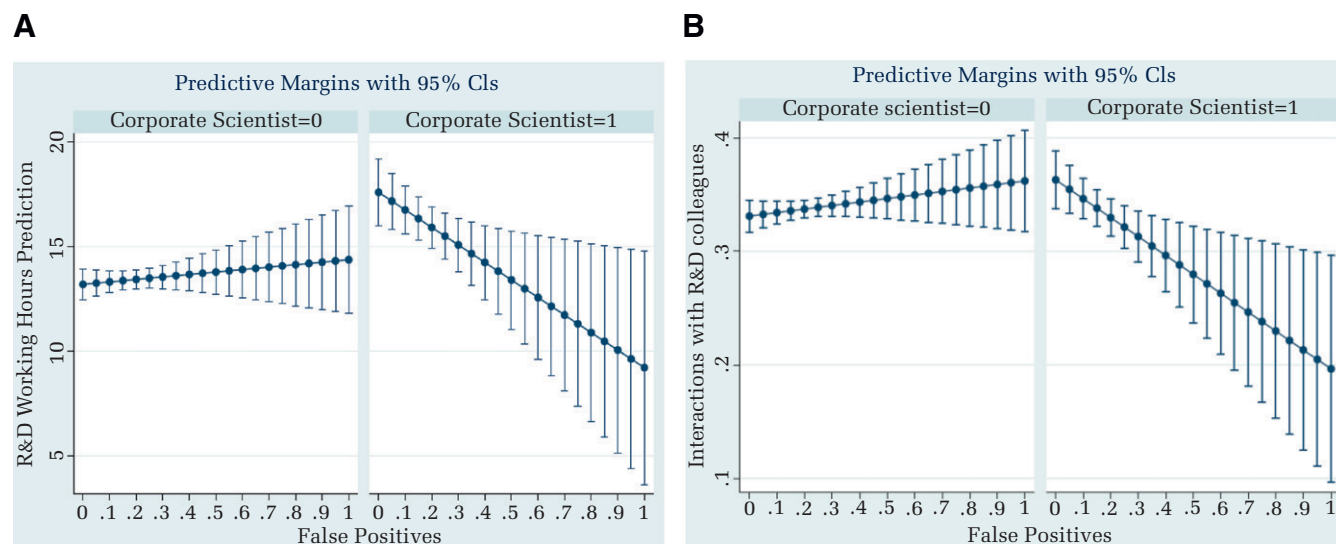 A
Predictive Margins with 95% CIs
Corporate Scientist=0
Corporate Scientist=1
R&D Working Hours Prediction
20
15
10
5
0 .1 .2 .3 .4 .5 .6 .7 .8 .9 1
0 .1 .2 .3 .4 .5 .6 .7 .8 .9 1
False Positives
B
Predictive Margins with 95% CIs
Corporate scientist=0
Corporate Scientist=1
Interactions with R&D colleagues
.4
.3
.2
.1
0 .1 .2 .3 .4 .5 .6 .7 .8 .9 1
0 .1 .2 .3 .4 .5 .6 .7 .8 .9 1
False Positives